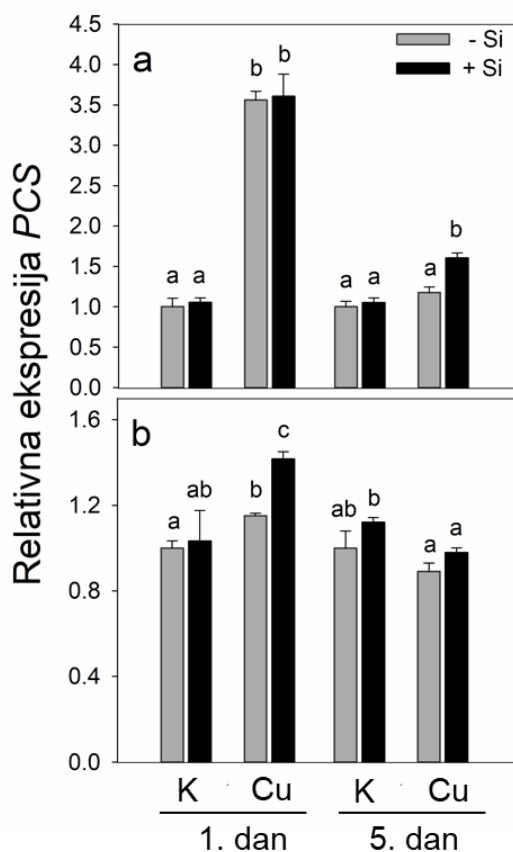 Relativna ekspresija PCS
a
- Si
+ Si
4.5
4.0
3.5
3.0
2.5
2.0
1.5
1.0
0.5
0.0
a a b b a a a b
b
1.6
1.2
0.8
0.4
0.0
a ab b c ab b a a
K Cu K Cu
1. dan 5. dan